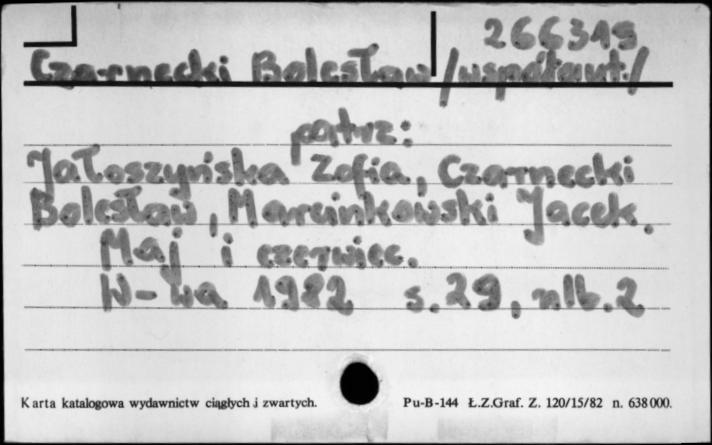 266319
Czarnecki Bolesław /współaut./
patrz:
Jałoszyńska Zofia, Czarnecki
Bolesław, Marcinkowski Jacek.
Maj i czerwiec.
W-wa 1982 s. 29, nlb. 2
Karta katalogowa wydawnictw ciągłych i zwartych.
Pu-B-144 Ł.Z.Graf. Z. 120/15/82 n. 638000.